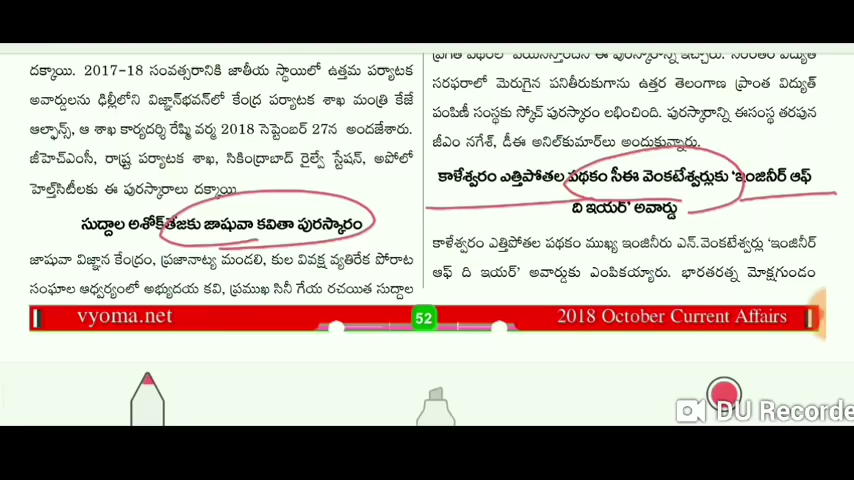 దక్కాయి. 2017-18 సంవత్సరానికి జాతీయ స్థాయిలో ఉత్తమ పర్యాటక
అవార్డులను ఢిల్లీలోని విజ్ఞాన్‌భవన్‌లో కేంద్ర పర్యాటక శాఖ మంత్రి కేజే
ఆల్ఫాన్స్, ఆ శాఖ కార్యదర్శి రేష్మి వర్మ 2018 సెప్టెంబర్ 27న అందజేశారు.
జీహెచ్ఎంసీ, రాష్ట్ర పర్యాటక శాఖ, సికింద్రాబాద్ రైల్వే స్టేషన్, అపోలో
హెల్త్‌సిటీలకు ఈ పురస్కారాలు దక్కాయి.
సుద్దాల అశోక్‌తేజకు జాషువా కవితా పురస్కారం
జాషువా విజ్ఞాన కేంద్రం, ప్రజానాట్య మండలి, కుల వివక్ష వ్యతిరేక పోరాట
సంఘాల ఆధ్వర్యంలో అభ్యుదయ కవి, ప్రముఖ సినీ గేయ రచయిత సుద్దాల
ఈ పురస్కారాన్ని ఇచ్చారు. నిరంతర విద్యుత్
సరఫరాలో మెరుగైన పనితీరుకుగాను ఉత్తర తెలంగాణ ప్రాంత విద్యుత్
పంపిణీ సంస్థకు స్కోచ్ పురస్కారం లభించింది. పురస్కారాన్ని ఈసంస్థ తరపున
జీఎం నగేశ్, డీఈ అనిల్‌కుమార్‌లు అందుకున్నారు.
కాళేశ్వరం ఎత్తిపోతల పథకం సీఈ వెంకటేశ్వర్లుకు ‘ఇంజినీర్ ఆఫ్
ది ఇయర్’ అవార్డు
కాళేశ్వరం ఎత్తిపోతల పథకం ముఖ్య ఇంజినీరు ఎన్.వెంకటేశ్వర్లు ‘ఇంజినీర్
ఆఫ్ ది ఇయర్’ అవార్డుకు ఎంపికయ్యారు. భారతరత్న మోక్షగుండం
vyoma.net
52
2018 October Current Affairs
DU Recorde